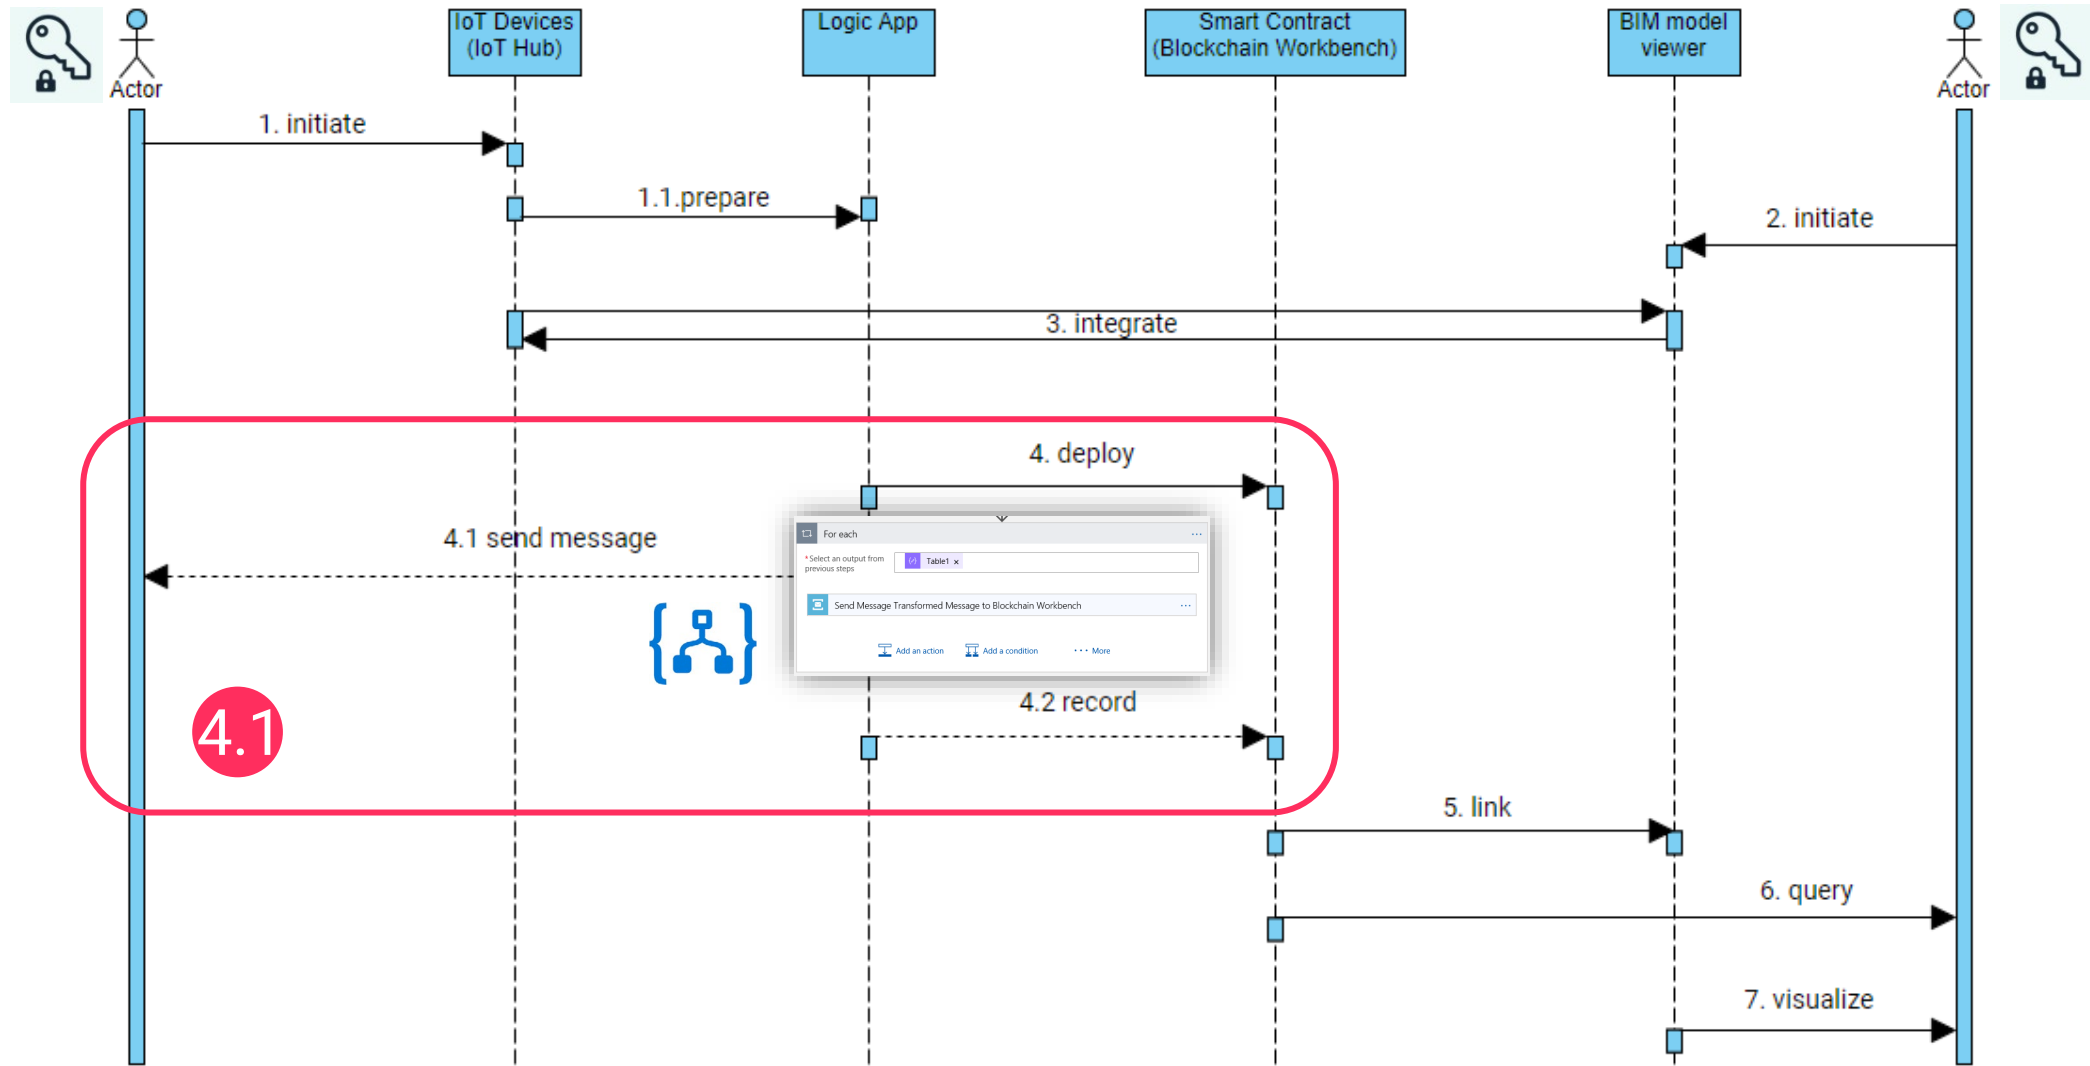 Actor
IoT Devices
(IoT Hub)
Logic App
Smart Contract
(Blockchain Workbench)
BIM model
viewer
Actor
1. initiate
1.1.prepare
2. initiate
3. integrate
4. deploy
4.1 send message
For each
*Select an output from
previous steps
Table1 x
Send Message Transformed Message to Blockchain Workbench
Add an action
Add a condition
More
4.2 record
4.1
5. link
6. query
7. visualize